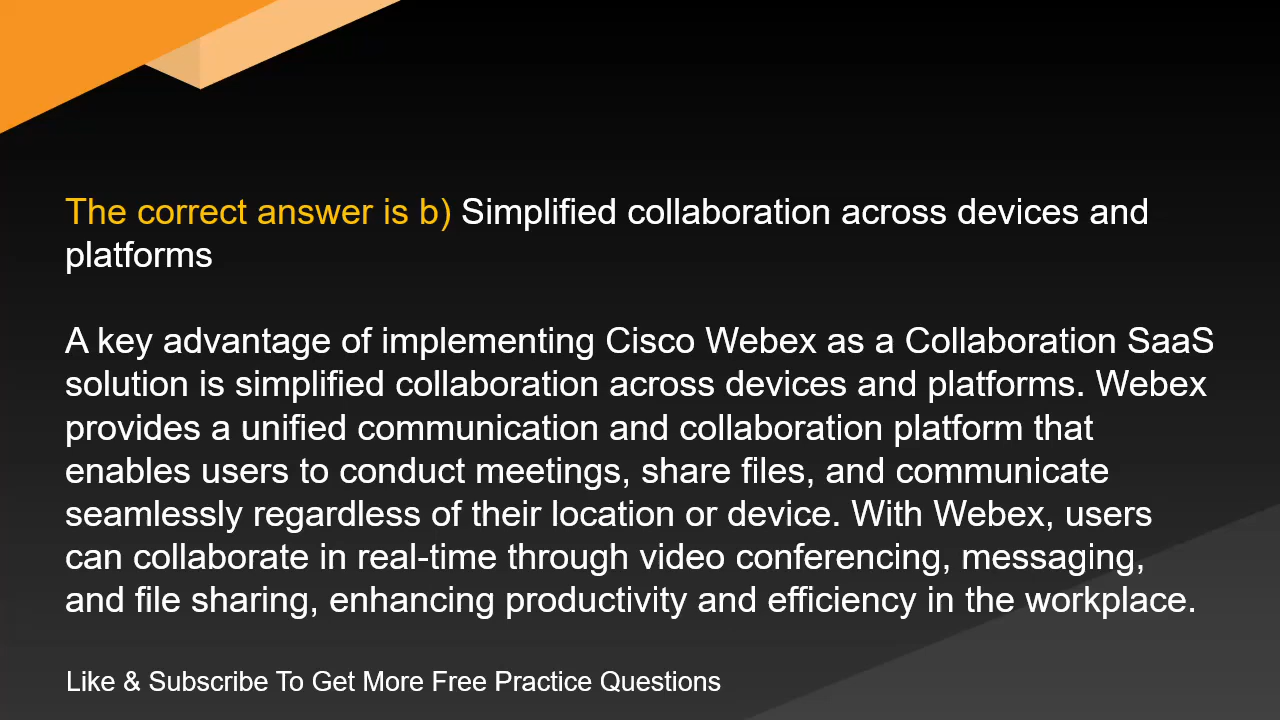 The correct answer is b) Simplified collaboration across devices and
platforms
A key advantage of implementing Cisco Webex as a Collaboration SaaS
solution is simplified collaboration across devices and platforms. Webex
provides a unified communication and collaboration platform that
enables users to conduct meetings, share files, and communicate
seamlessly regardless of their location or device. With Webex, users
can collaborate in real-time through video conferencing, messaging,
and file sharing, enhancing productivity and efficiency in the workplace.
Like & Subscribe To Get More Free Practice Questions